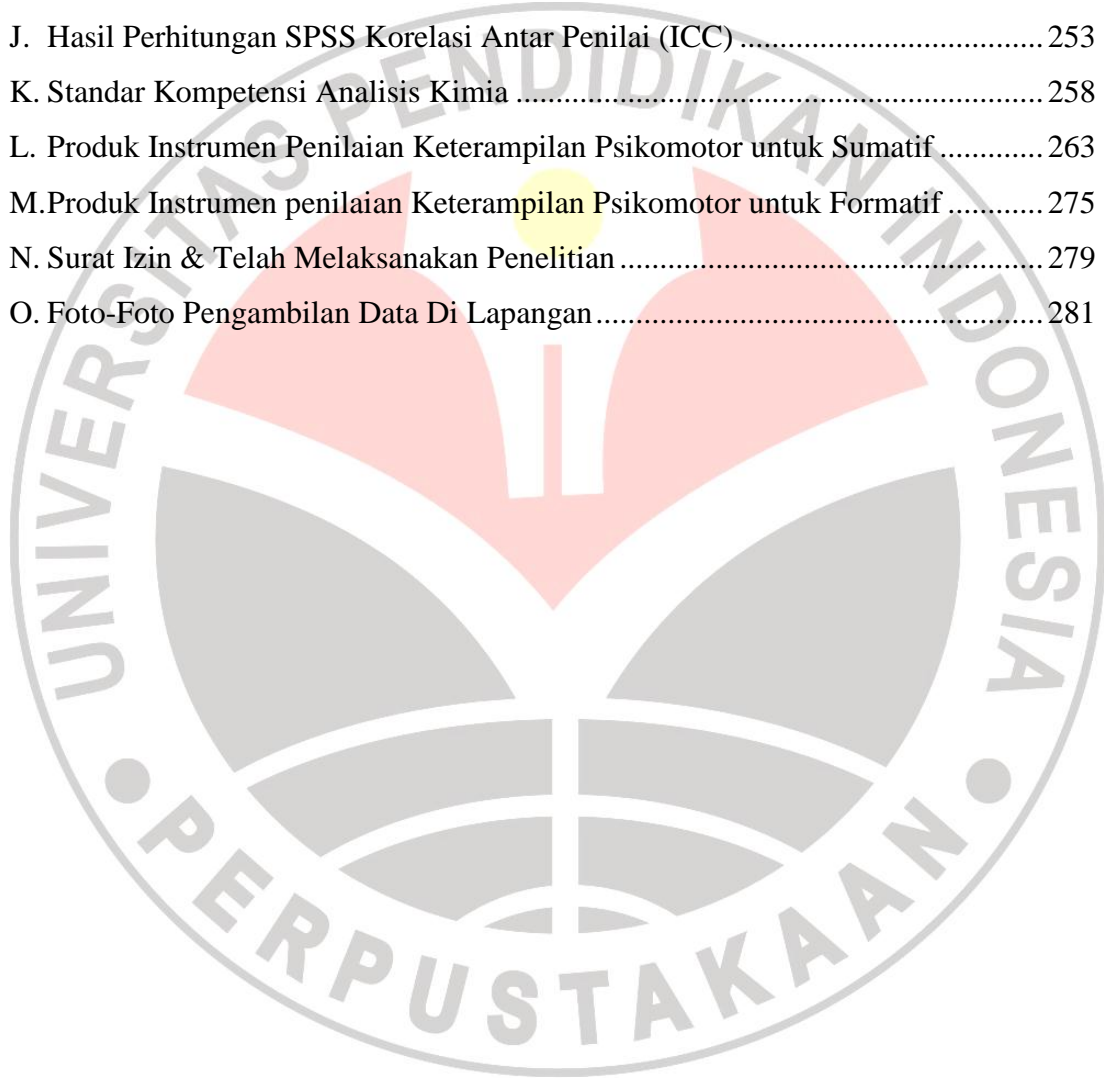 J. Hasil Perhitungan SPSS Korelasi Antar Penilai (ICC) .................................... 253
K. Standar Kompetensi Analisis Kimia ............................................................... 258
L. Produk Instrumen Penilaian Keterampilan Psikomotor untuk Sumatif ............. 263
M.Produk Instrumen penilaian Keterampilan Psikomotor untuk Formatif ............ 275
N. Surat Izin & Telah Melaksanakan Penelitian ................................................... 279
O. Foto-Foto Pengambilan Data Di Lapangan ...................................................... 281
UNIVERSITAS PENDIDIKAN INDONESIA
PERPUSTAKAAN